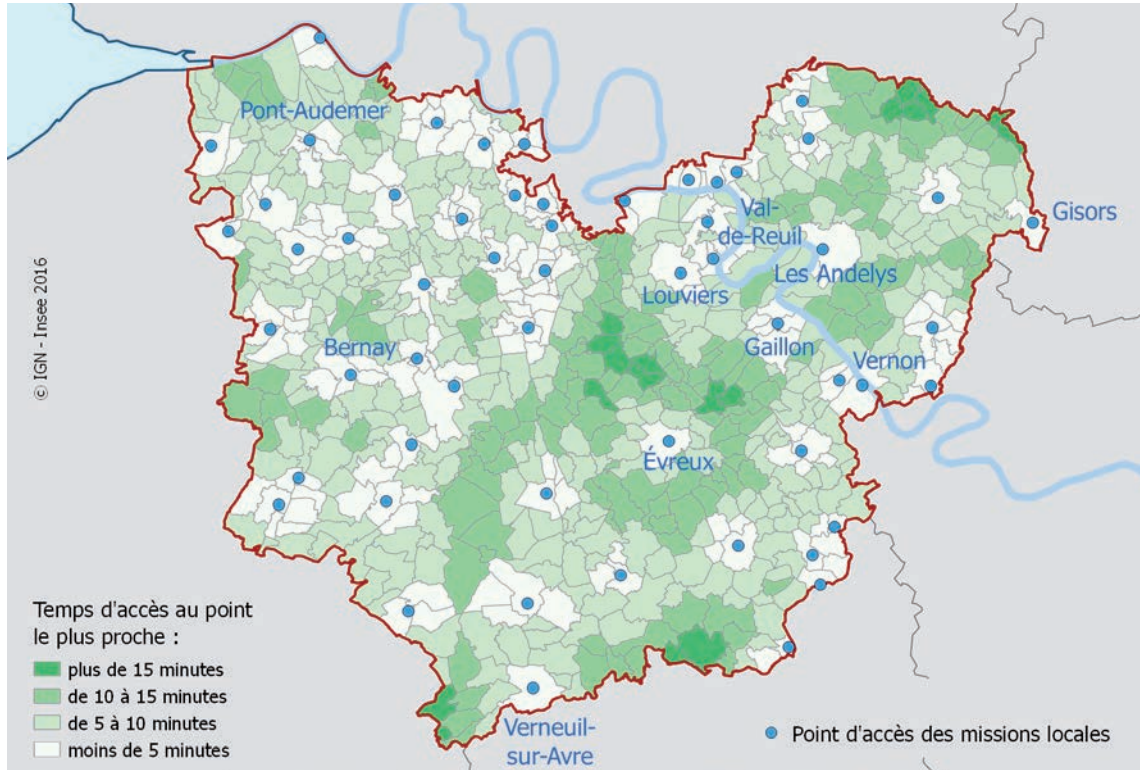 Pont-Audemer
Gisors
Val-
de-Reuil
Les Andelys
Louviers
© IGN - Insee 2016
Gaillon
Bernay
Vernon
Évreux
Temps d'accès au point
le plus proche :
plus de 15 minutes
de 10 à 15 minutes
de 5 à 10 minutes
moins de 5 minutes
Verneuil-
sur-Avre
Point d'accès des missions locales